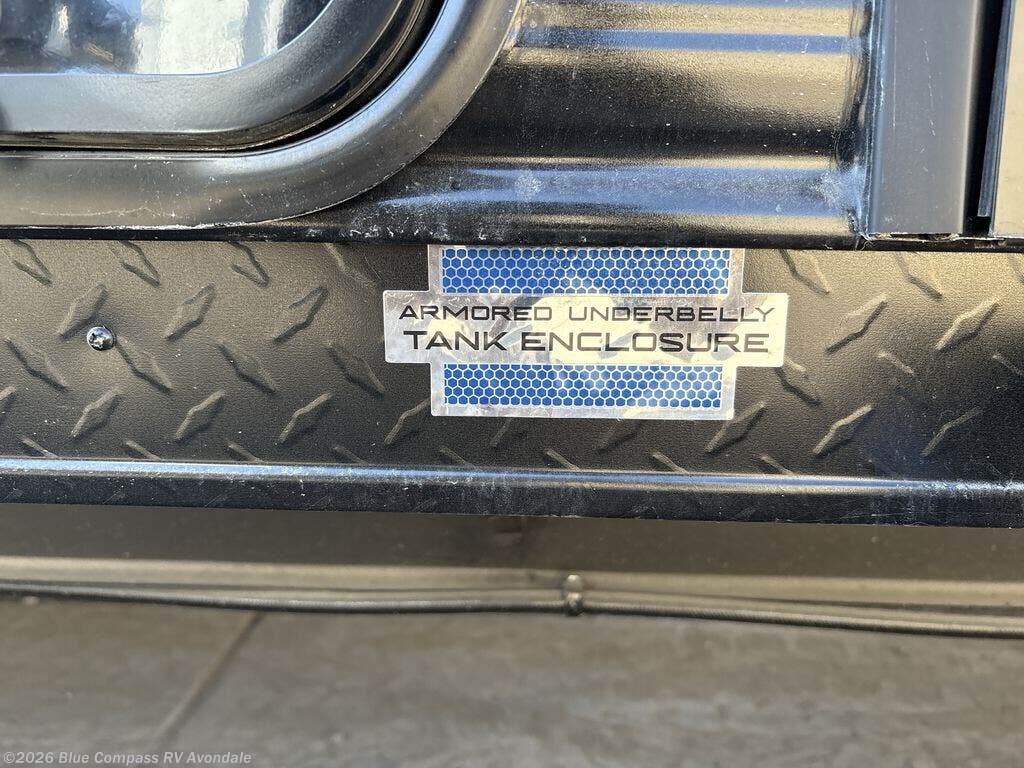 ARMORED UNDERBELLY
TANK ENCLOSURE
©2026 Blue Compass RV Avondale